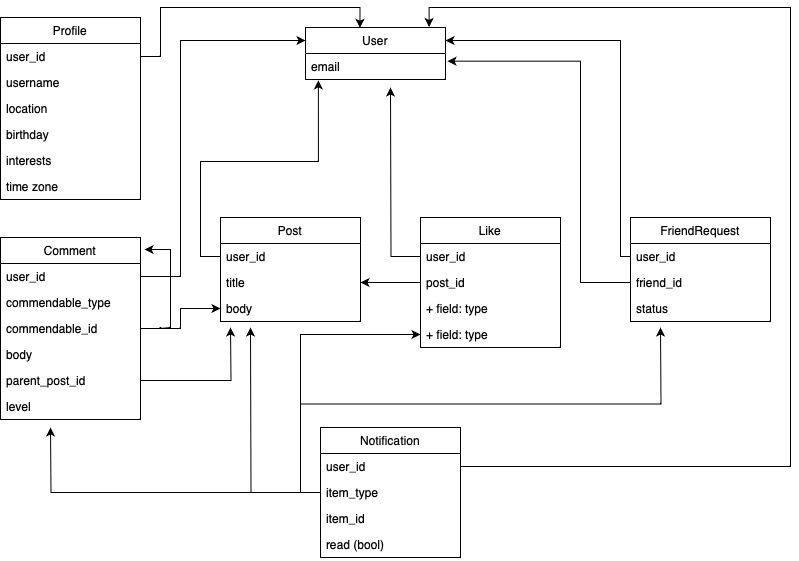 Profile
user_id
username
location
birthday
interests
time zone
User
email
Comment
user_id
commendable_type
commendable_id
body
parent_post_id
level
Post
user_id
title
body
Like
user_id
post_id
+ field: type
+ field: type
FriendRequest
user_id
friend_id
status
Notification
user_id
item_type
item_id
read (bool)